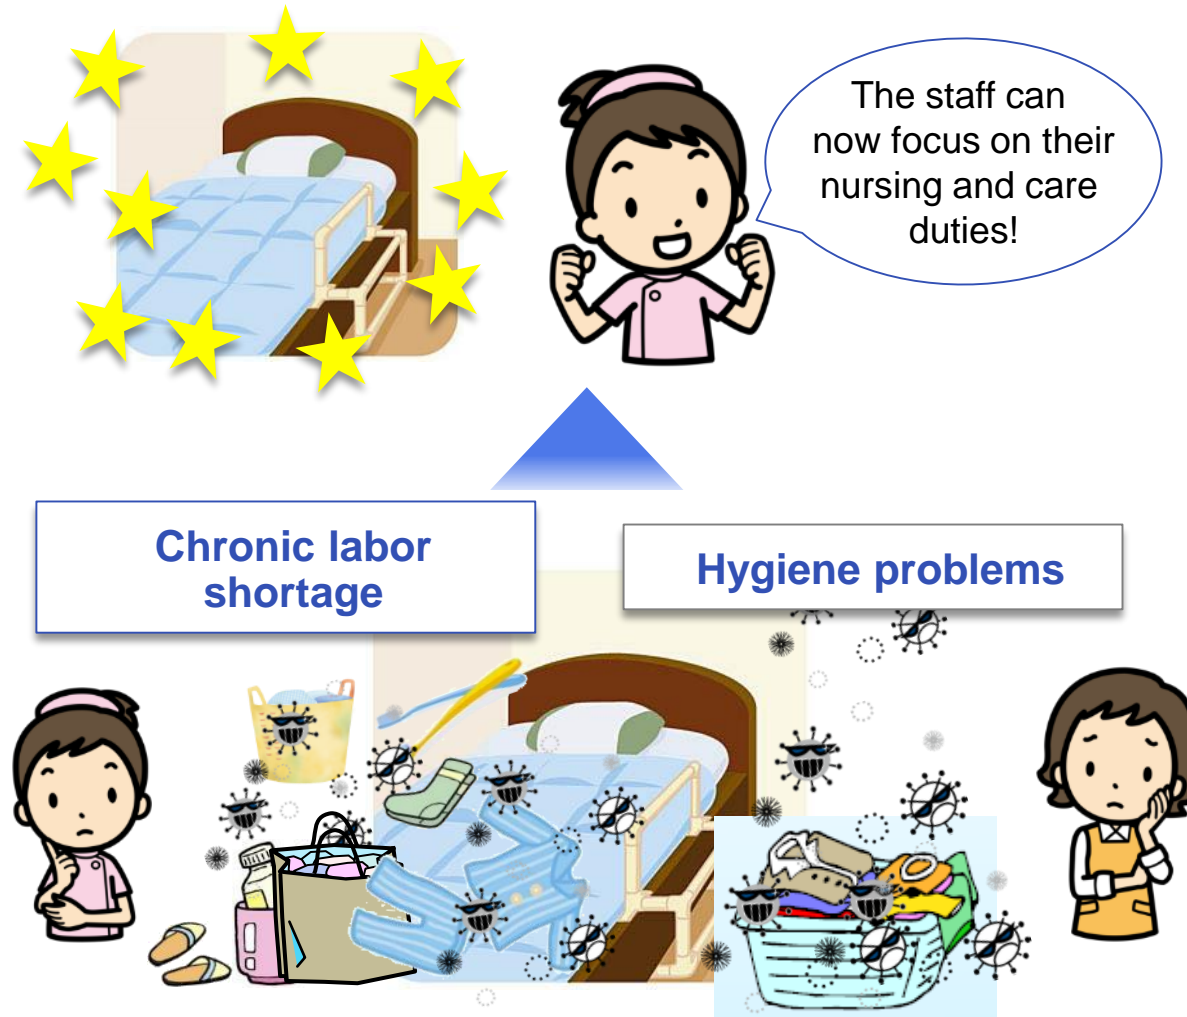 The staff can
now focus on their
nursing and care
duties!
Chronic labor
shortage
Hygiene problems